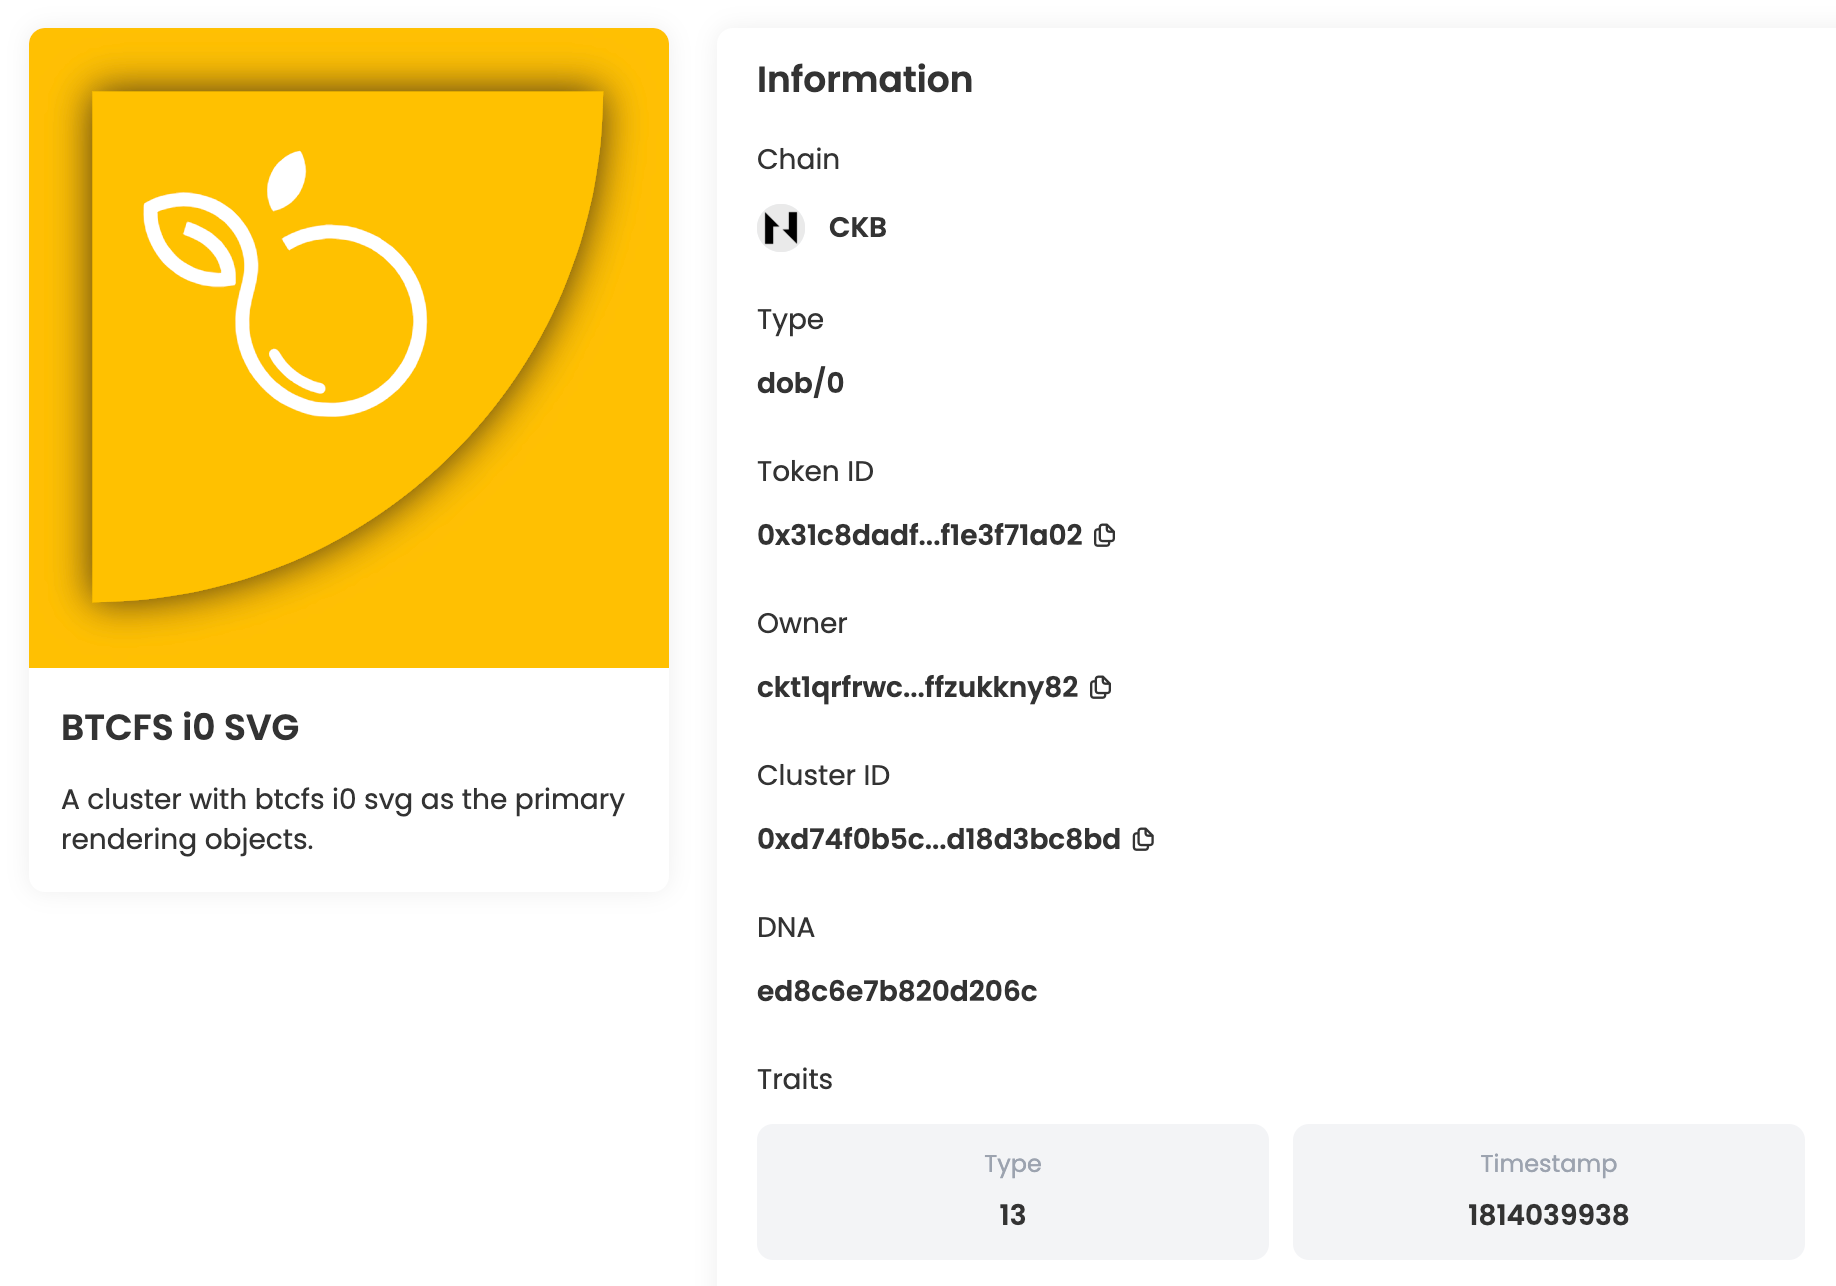 BTCFS i0 SVG
A cluster with btcfs i0 svg as the primary
rendering objects.
Information
Chain
CKB
Type
dob/0
Token ID
0x31c8dadf...f1e3f71a02
Owner
ckt1qrfrwc...ffzukkny82
Cluster ID
0xd74f0b5c...d18d3bc8bd
DNA
ed8c6e7b820d206c
Traits
Type
13
Timestamp
1814039938